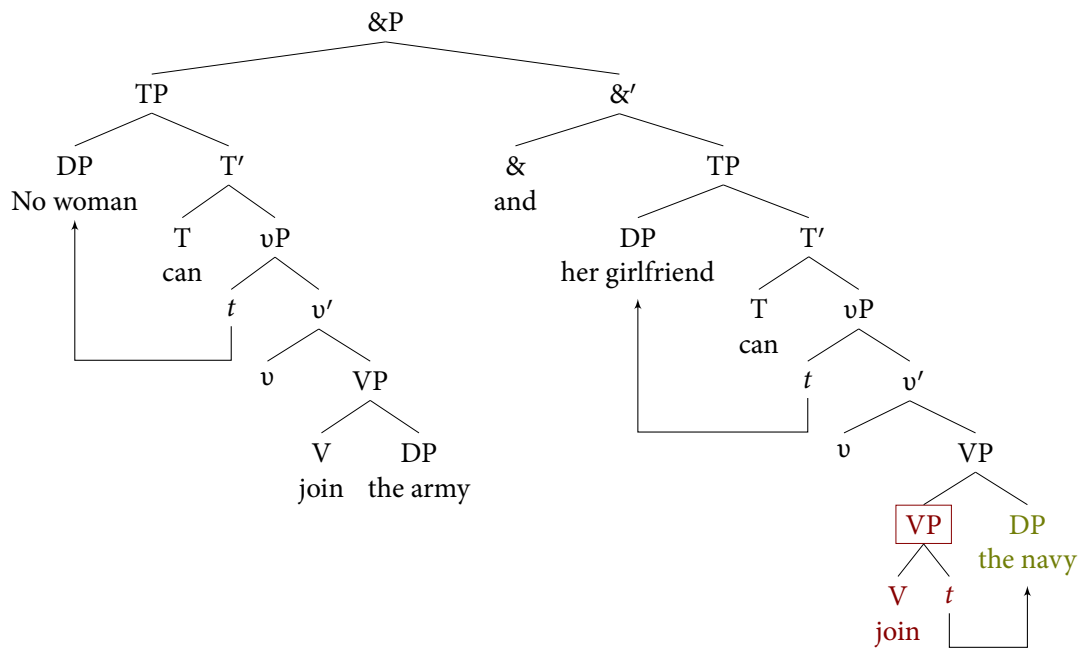 &P
TP &′
DP T′ & TP
No woman and
T υP DP T′
can her girlfriend
t υ′ T υP
can
υ VP t υ′
V DP υ VP
join the army
VP DP
the navy
V t
join